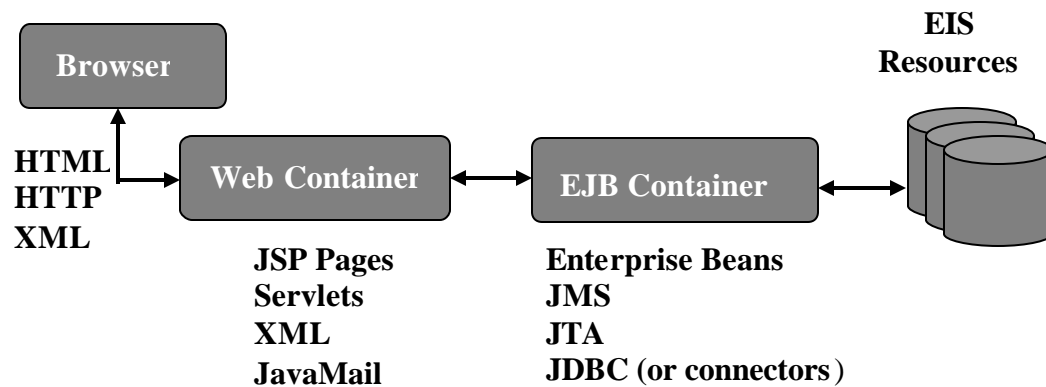 EIS
Resources
Browser
HTML
HTTP
XML
Web Container
EJB Container
JSP Pages
Servlets
XML
JavaMail
Enterprise Beans
JMS
JTA
JDBC (or connectors)